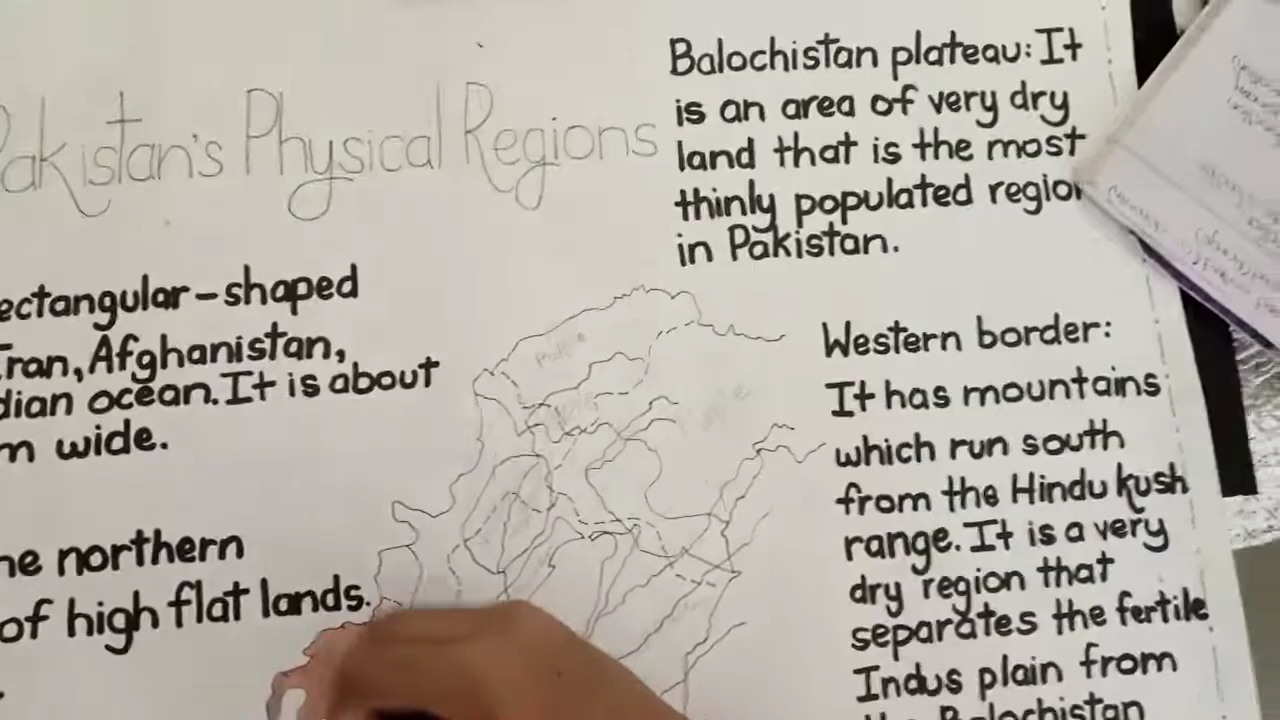 Pakistan's Physical Regions
Balochistan plateau: It
is an area of very dry
land that is the most
thinly populated region
in Pakistan.
ectangular-shaped
Iran, Afghanistan,
dian ocean. It is about
m wide.
he northern
of high flat lands.
Western border:
It has mountains
which run south
from the Hindu kush
range. It is a very
dry region that
separates the fertile
Indus plain from
the Balochistan